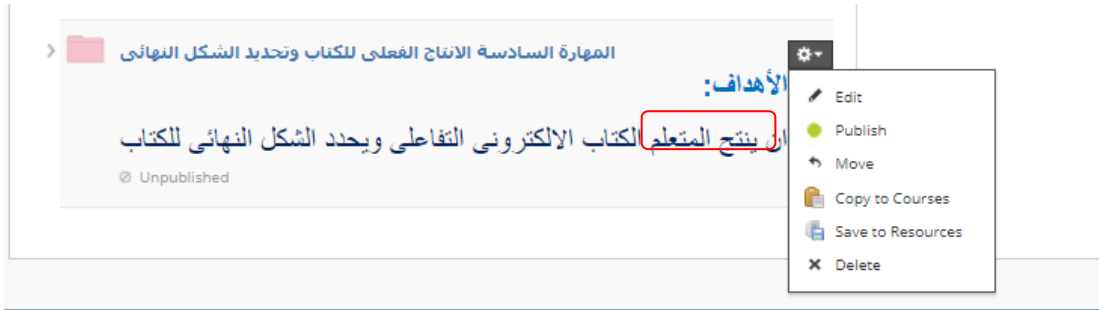 المهارة السادسة الانتاج الفعلى للكتاب وتحديد الشكل النهائى
الأهداف:
ان ينتج المتعلم الكتاب الالكترونى التفاعلى ويحدد الشكل النهائى للكتاب
Unpublished
Edit
Publish
Move
Copy to Courses
Save to Resources
Delete